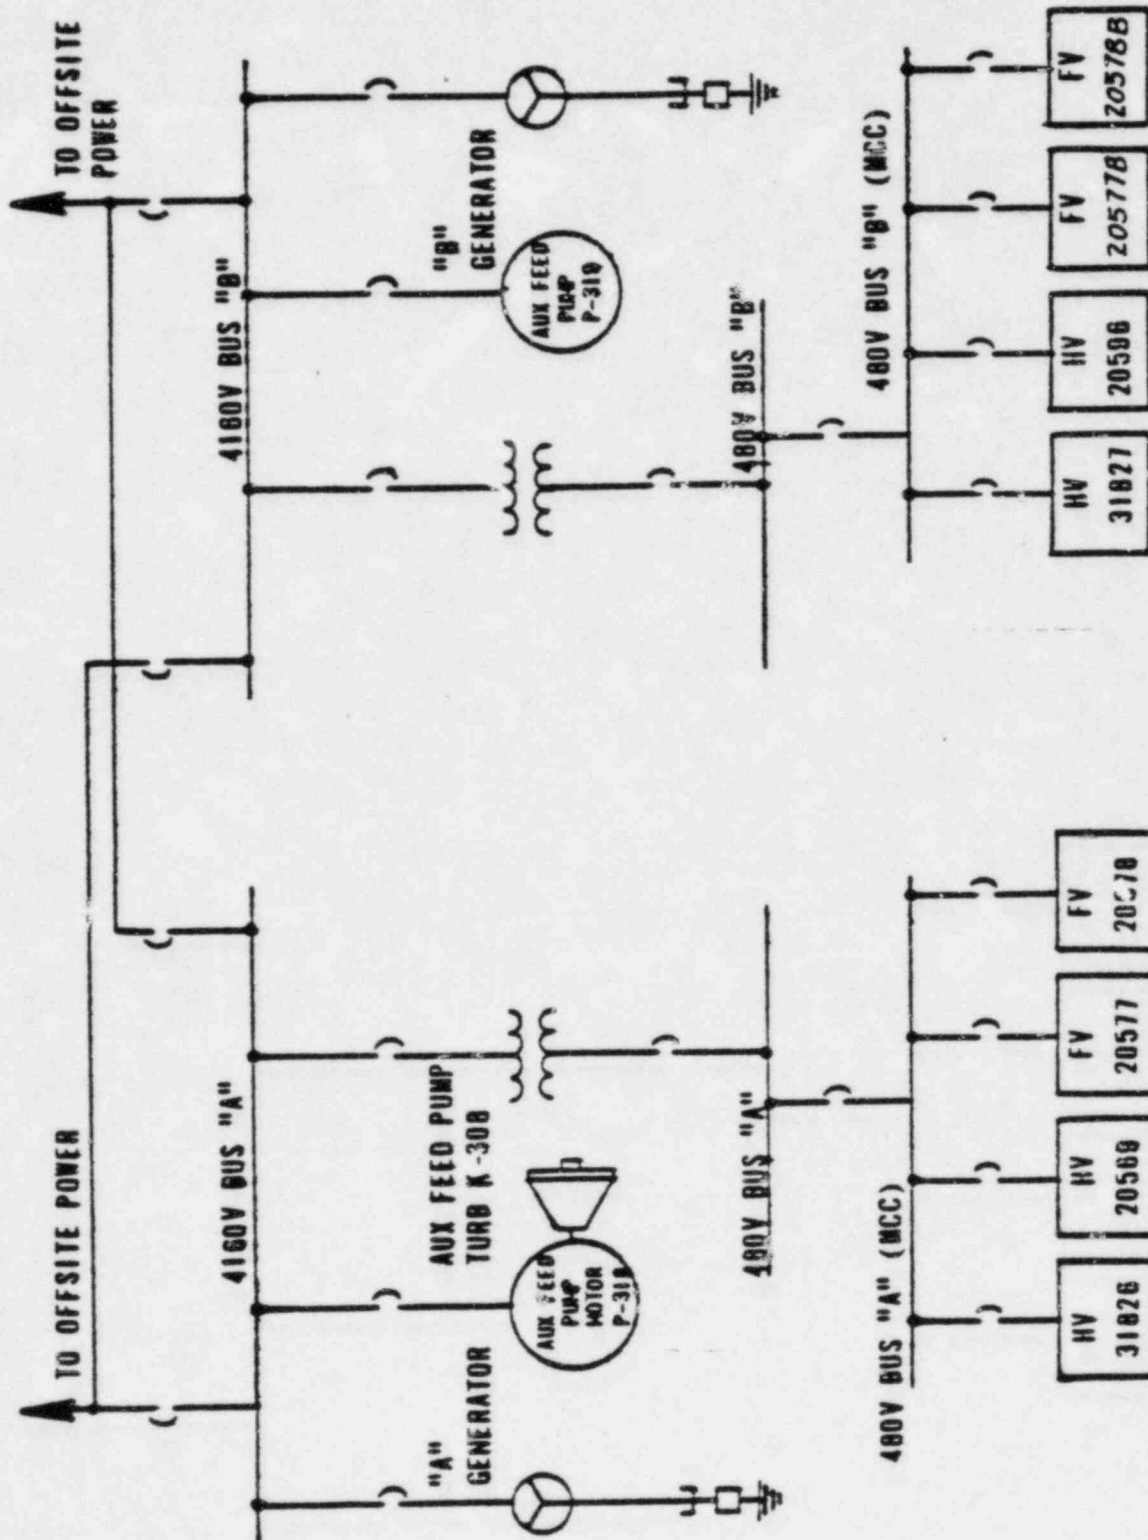 TO OFFSITE POWER
4160V BUS "A"
"A"
GENERATOR
AUX FEED
PUMP
MOTOR
AUX FEED PUMP
TURB K-308
480V BUS "A"
480V BUS "A" (MCC)
HV
31826
HV
20569
FV
20577
FV
TO OFFSITE
POWER
4160V BUS "B"
"B"
GENERATOR
AUX FEED
PUMP
P-319
480V BUS "B"
480V BUS "B" (MCC)
HV
31827
HV
20596
FV
20577B
FV
20578B